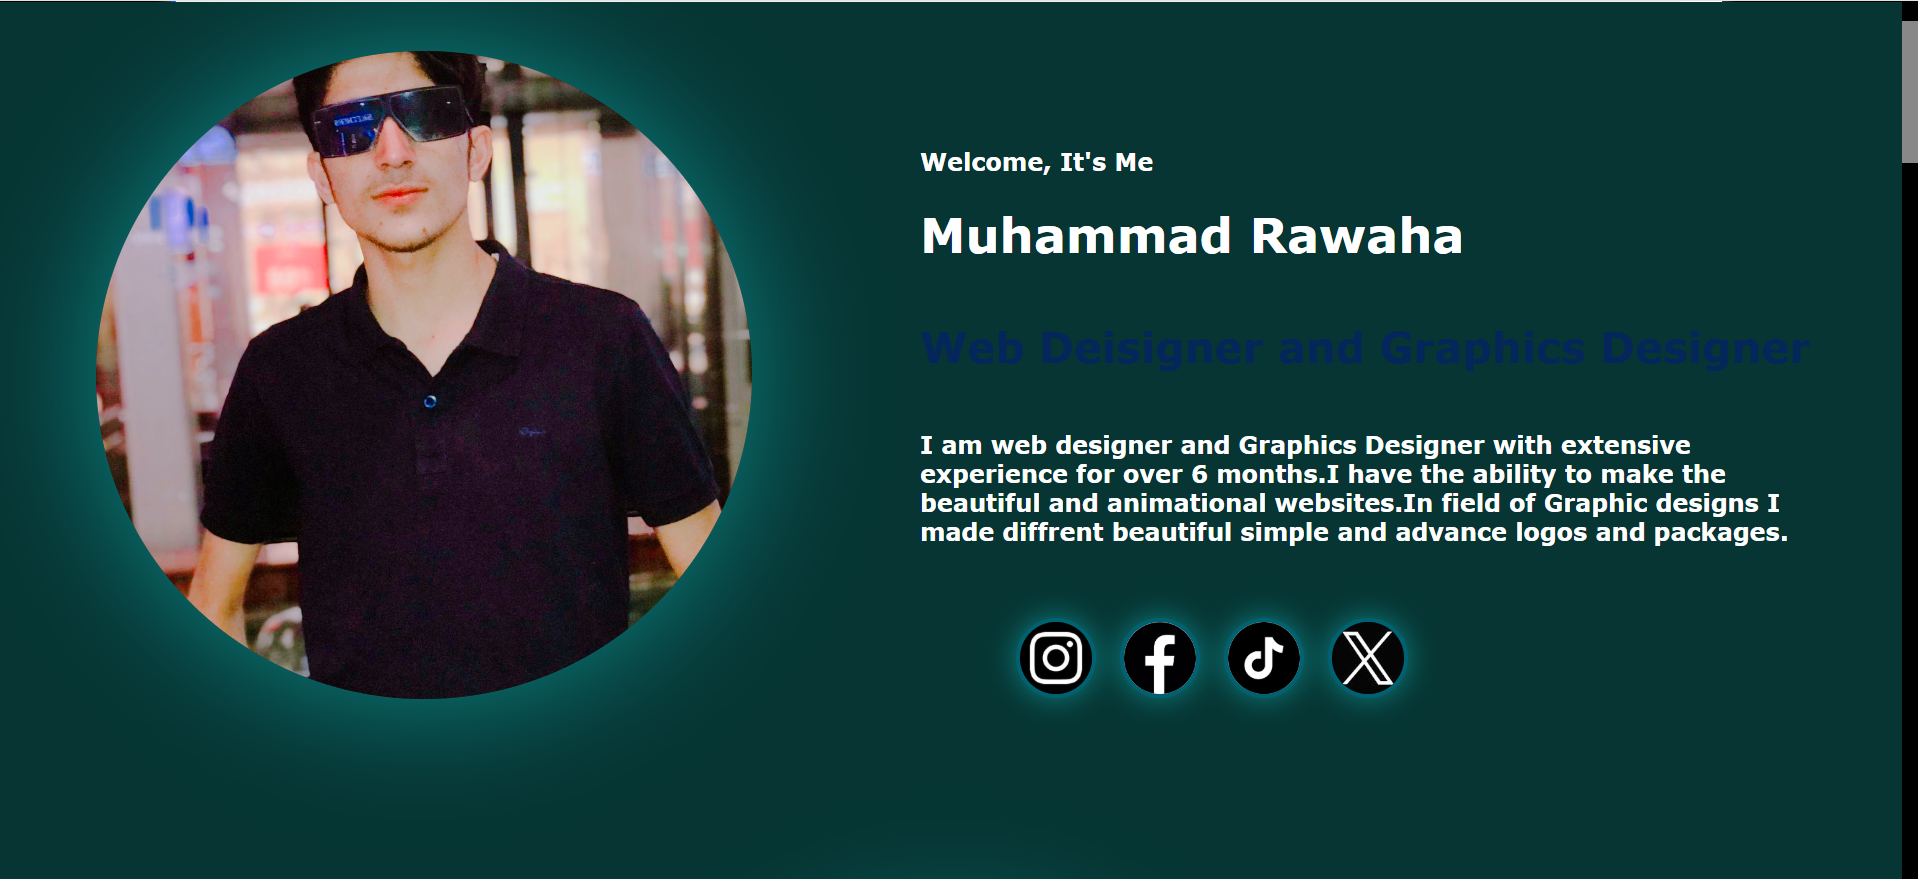 Welcome, It's Me
Muhammad Rawaha
Web Deisigner and Graphics Designer
I am web designer and Graphics Designer with extensive
experience for over 6 months.I have the ability to make the
beautiful and animational websites.In field of Graphic designs I
made diffrent beautiful simple and advance logos and packages.